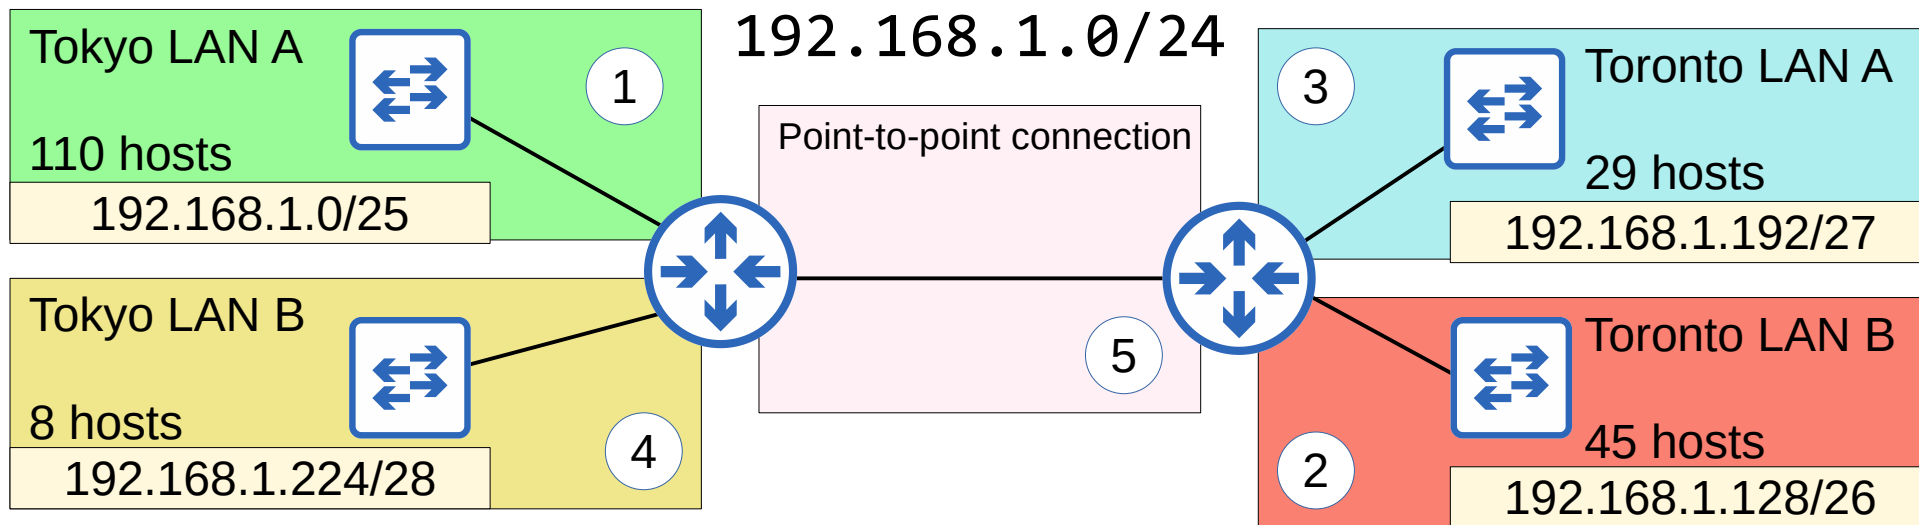 192.168.1.0/24
Tokyo LAN A
1
110 hosts
192.168.1.0/25
Tokyo LAN B
8 hosts
4
192.168.1.224/28
Point-to-point connection
5
3
Toronto LAN A
29 hosts
192.168.1.192/27
Toronto LAN B
45 hosts
2
192.168.1.128/26